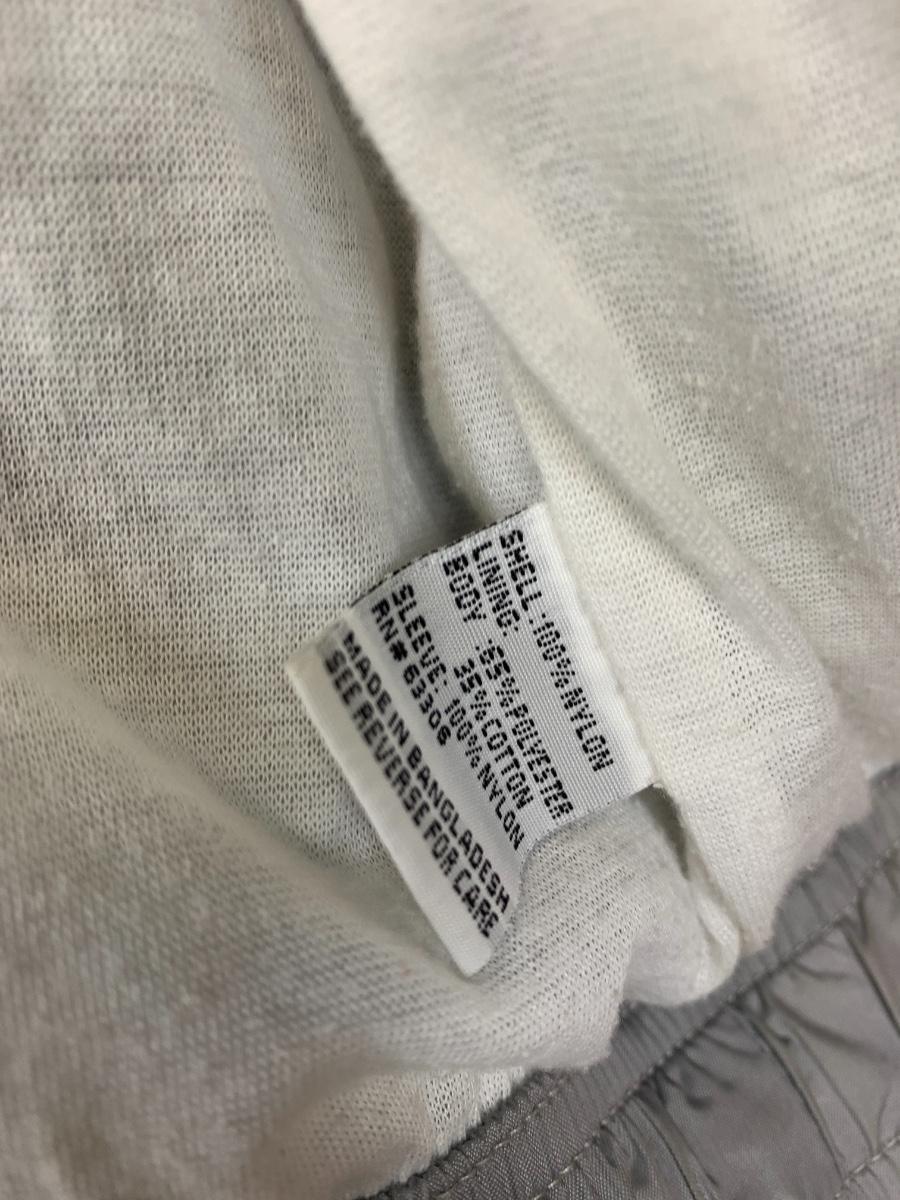 SHELL:100%NYLON
LINING:
BODY 65%POLYESTER
35%COTTON
SLEEVE:100%NYLON
RN#63306
MADE IN BANGLADESH
SEE REVERSE FOR CARE